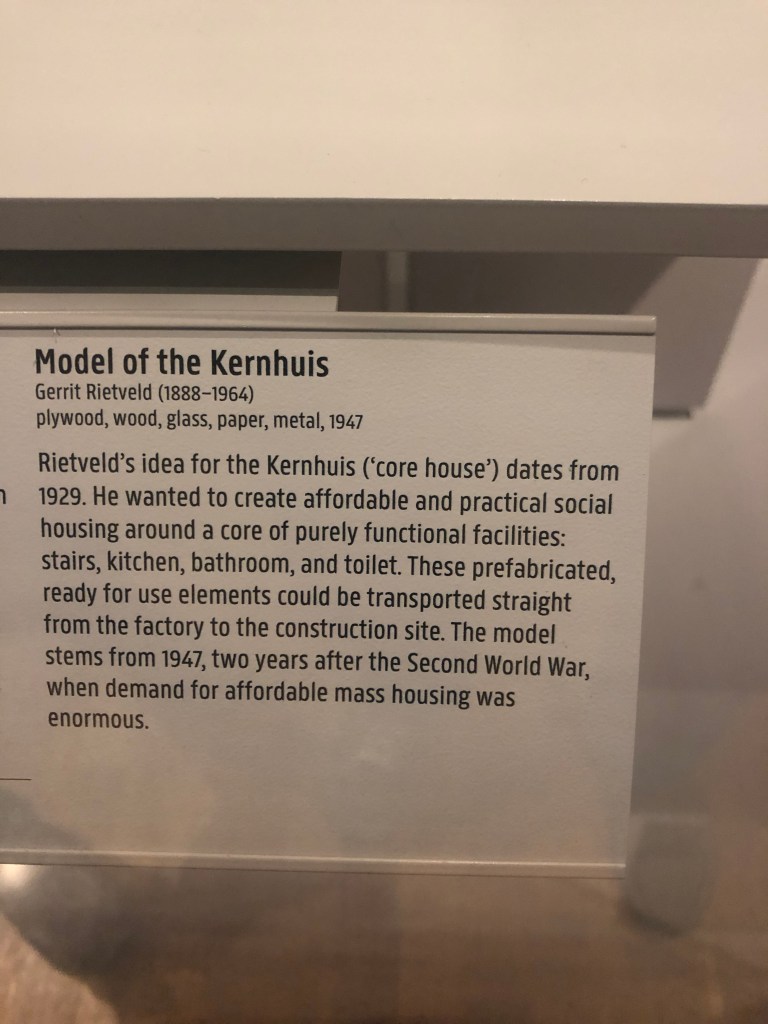 Model of the Kernhuis
Gerrit Rietveld (1888–1964)
plywood, wood, glass, paper, metal, 1947
Rietveld's idea for the Kernhuis (‘core house’) dates from
1929. He wanted to create affordable and practical social
housing around a core of purely functional facilities:
stairs, kitchen, bathroom, and toilet. These prefabricated,
ready for use elements could be transported straight
from the factory to the construction site. The model
stems from 1947, two years after the Second World War,
when demand for affordable mass housing was
enormous.